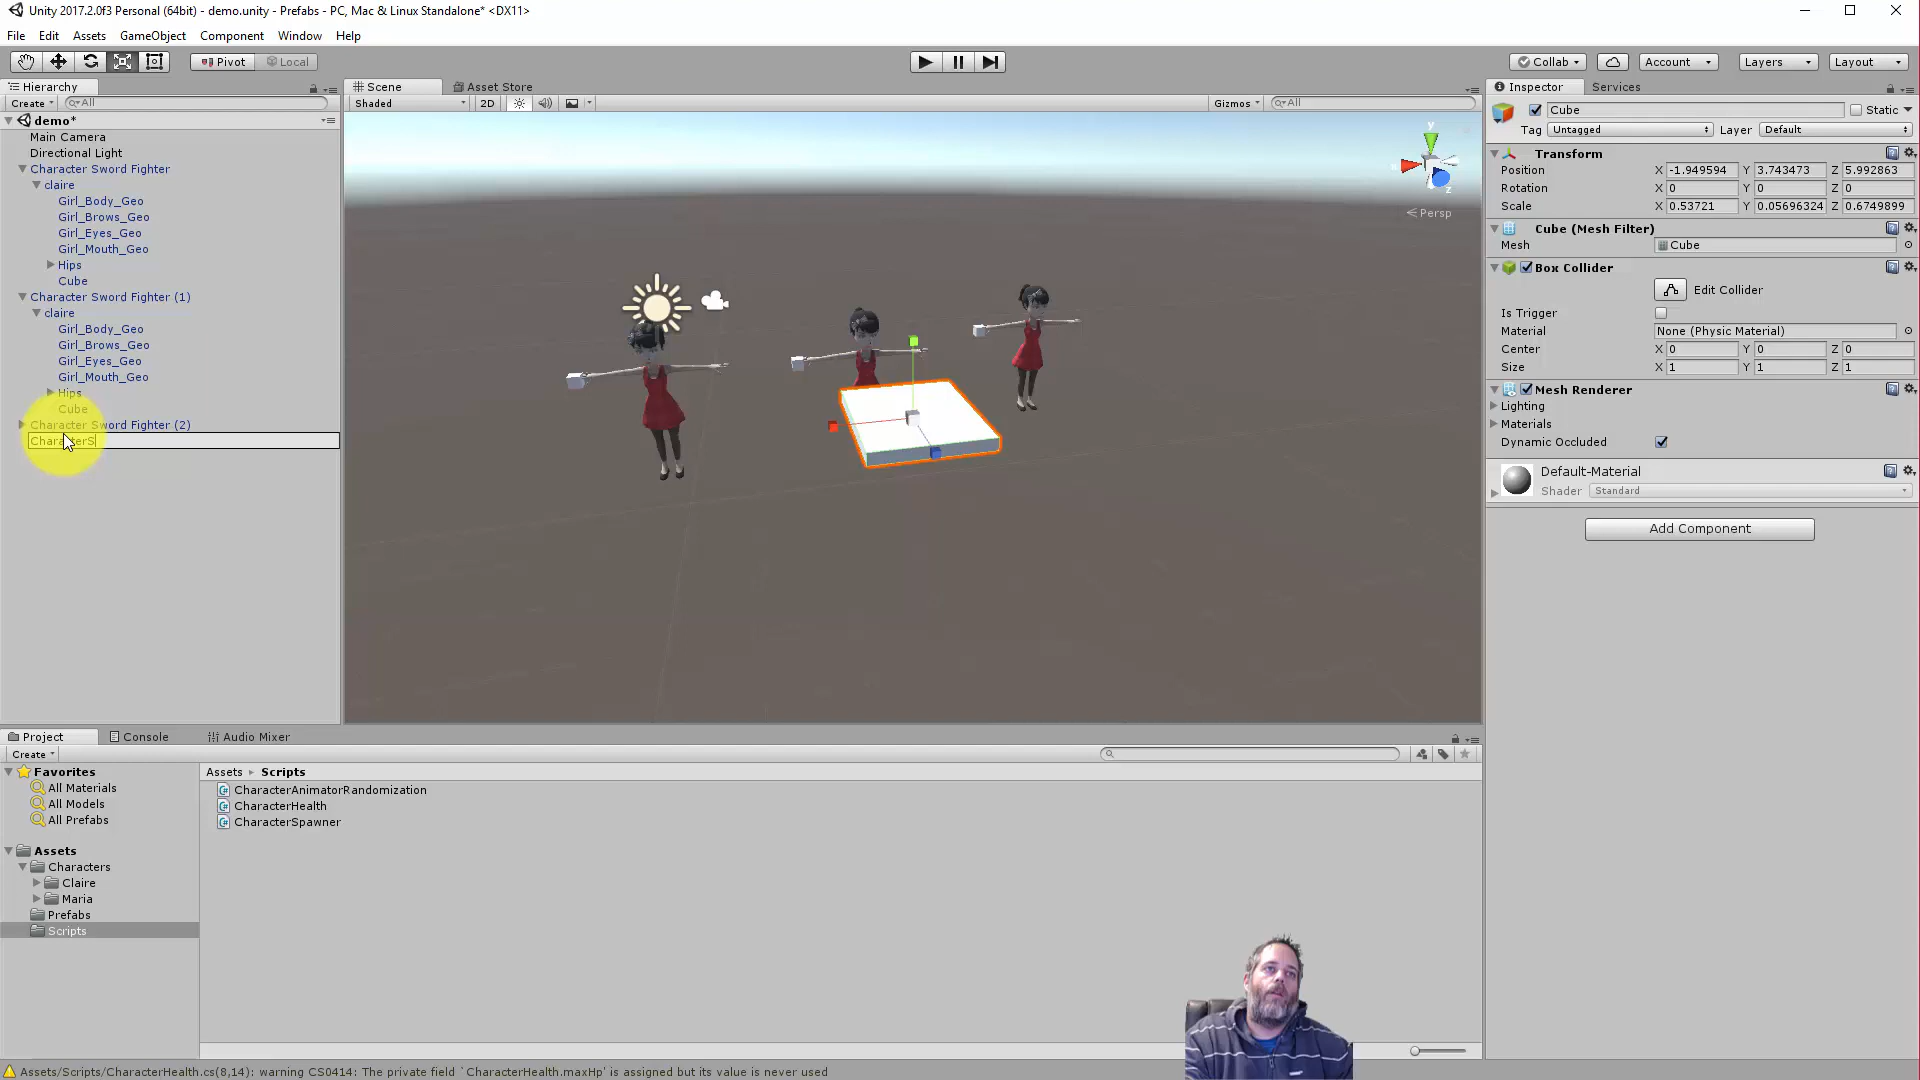 Unity 2017.2.0f3 Personal (64bit) - demo.unity - Prefabs - PC, Mac & Linux Standalone* <DX11>
File Edit Assets GameObject Component Window Help
Pivot Local Collab Account Layers Layout
Hierarchy Scene Asset Store Inspector Services
Create All Shaded 2D Gizmos All
Cube Static
demo*
Tag Untagged Layer Default
Main Camera
Directional Light
Character Sword Fighter
claire
Girl_Body_Geo
Girl_Brows_Geo
Girl_Eyes_Geo
Girl_Mouth_Geo
Hips
Cube
Character Sword Fighter (1)
claire
Girl_Body_Geo
Girl_Brows_Geo
Girl_Eyes_Geo
Girl_Mouth_Geo
Hips
Cube
Character Sword Fighter (2)
CharacterS
y
x
z
Persp
Transform
Position X -1.949594 Y 3.743473 Z 5.992863
Rotation X 0 Y 0 Z 0
Scale X 0.53721 Y 0.05696324 Z 0.6749899
Cube (Mesh Filter)
Mesh Cube
Box Collider
Edit Collider
Is Trigger
Material None (Physic Material)
Center X 0 Y 0 Z 0
Size X 1 Y 1 Z 1
Mesh Renderer
Lighting
Materials
Dynamic Occluded
Default-Material
Shader Standard
Add Component
Project Console Audio Mixer
Create
Favorites
All Materials
All Models
All Prefabs
Assets
Characters
Claire
Maria
Prefabs
Scripts
Assets Scripts
CharacterAnimatorRandomization
CharacterHealth
CharacterSpawner
Assets/Scripts/CharacterHealth.cs(8,14): warning CS0414: The private field `CharacterHealth.maxHp' is assigned but its value is never used